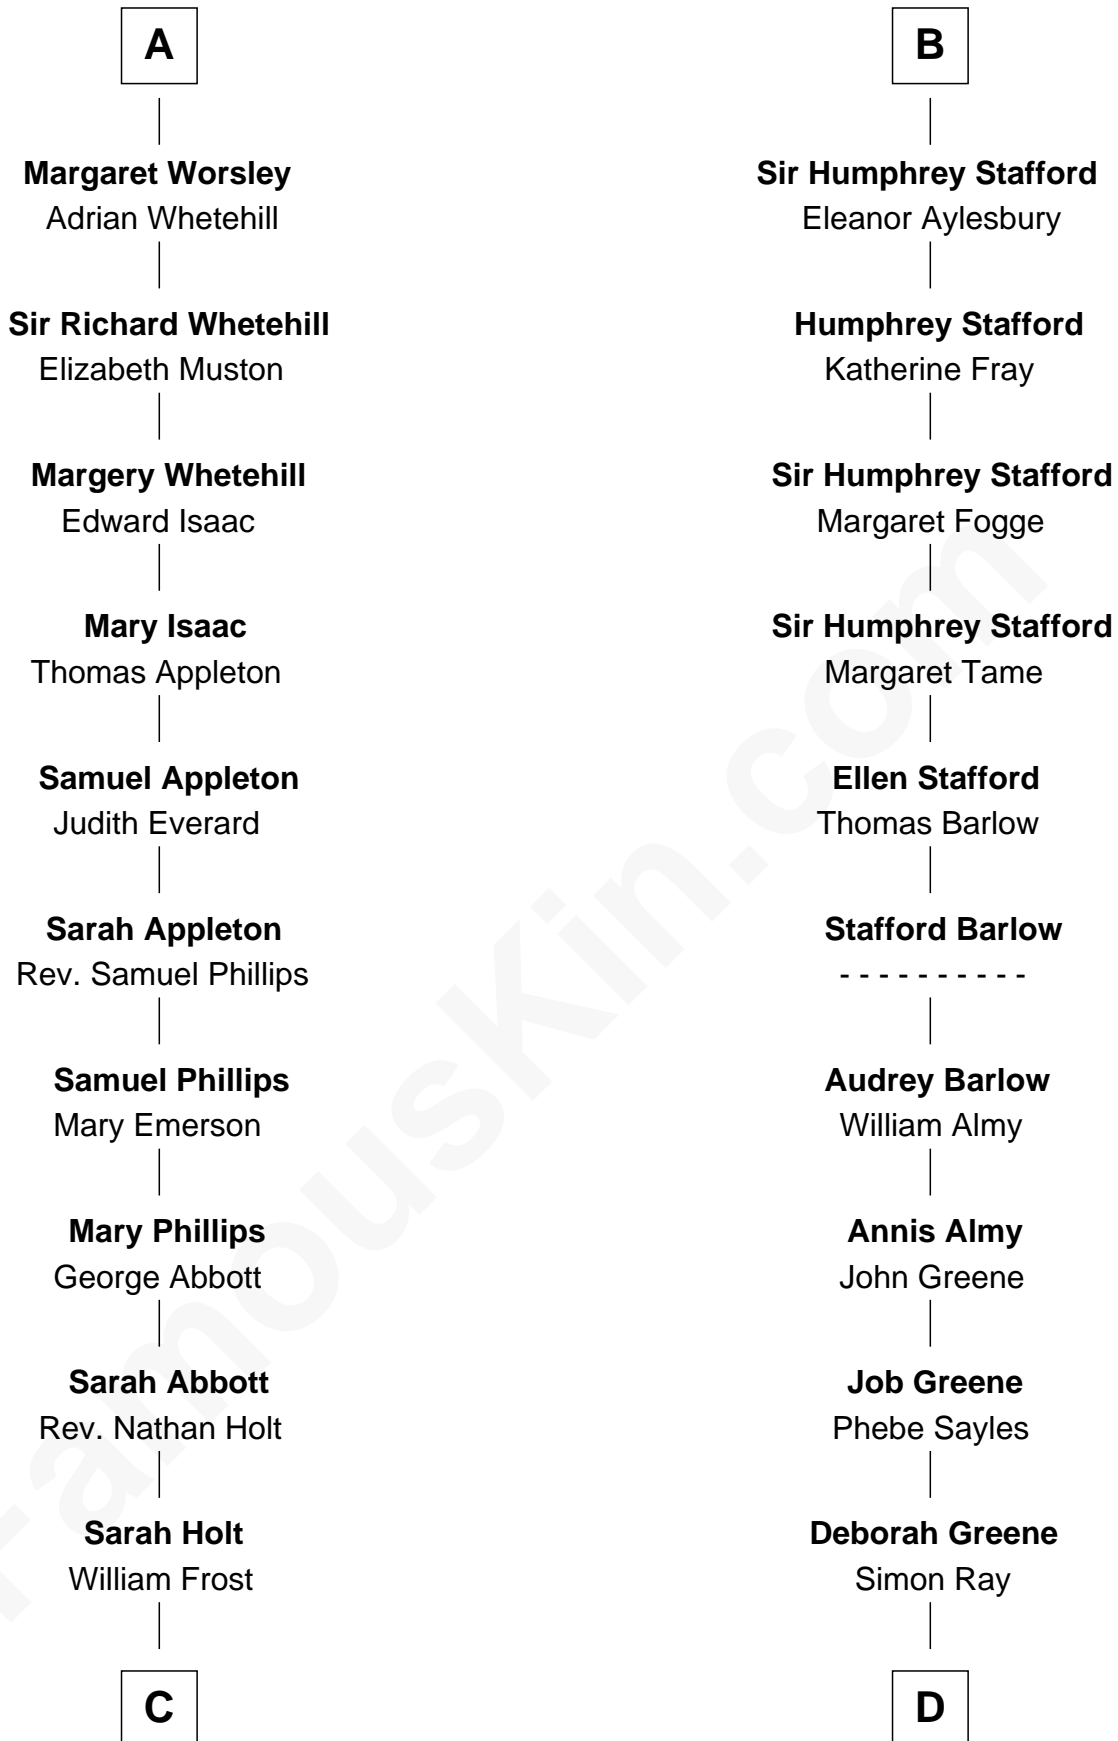 A
Margaret Worsley
Adrian Whetehill
Sir Richard Whetehill
Elizabeth Muston
Margery Whetehill
Edward Isaac
Mary Isaac
Thomas Appleton
Samuel Appleton
Judith Everard
Sarah Appleton
Rev. Samuel Phillips
Samuel Phillips
Mary Emerson
Mary Phillips
George Abbott
Sarah Abbott
Rev. Nathan Holt
Sarah Holt
William Frost
C
B
Sir Humphrey Stafford
Eleanor Aylesbury
Humphrey Stafford
Katherine Fray
Sir Humphrey Stafford
Margaret Fogge
Sir Humphrey Stafford
Margaret Tame
Ellen Stafford
Thomas Barlow
Stafford Barlow
- - - - - - - - - -
Audrey Barlow
William Almy
Annis Almy
John Greene
Job Greene
Phebe Sayles
Deborah Greene
Simon Ray
D
FamousKin.com